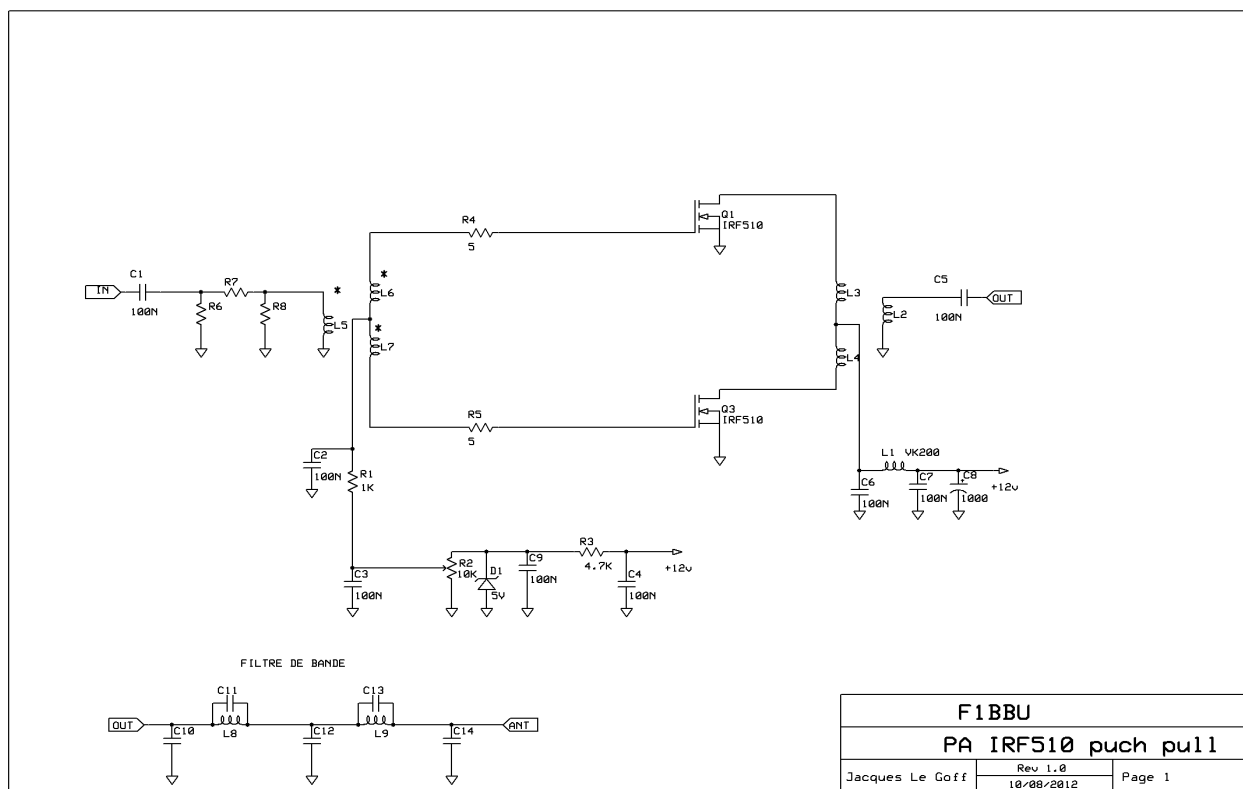 R4
5
Q1
IRF510
C1
IN
100N
R7
R6
R8
*
L5
*
L6
*
L7
L3
L4
L2
C5
100N
OUT
R5
5
Q3
IRF510
C2
100N
R1
1K
L1 VK200
C6
100N
C7
100N
+
C8
1000
+12v
C3
100N
R2
10K
D1
5V
C9
100N
R3
4.7K
C4
100N
+12v
FILTRE DE BANDE
OUT
C10
C11
L8
C12
C13
L9
C14
ANT
F1BBU
PA IRF510 puch pull
Jacques Le Goff
Rev 1.0
10/08/2012
Page 1